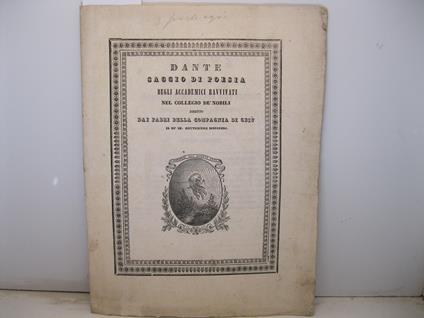 DANTE
SAGGIO DI POESIA
DEGLI ACCADEMICI RAVVIVATI
NEL COLLEGIO DE' NOBILI
DIRETTO
DAI PADRI DELLA COMPAGNIA DI GESÙ